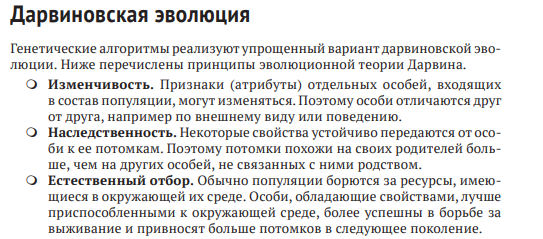 Дарвиновская эволюция
Генетические алгоритмы реализуют упрощенный вариант дарвиновской эво-
люции. Ниже перечислены принципы эволюционной теории Дарвина.
❍ Изменчивость. Признаки (атрибуты) отдельных особей, входящих
в состав популяции, могут изменяться. Поэтому особи отличаются друг
от друга, например по внешнему виду или поведению.
❍ Наследственность. Некоторые свойства устойчиво передаются от осо-
би к ее потомкам. Поэтому потомки похожи на своих родителей боль-
ше, чем на других особей, не связанных с ними родством.
❍ Естественный отбор. Обычно популяции борются за ресурсы, имею-
щиеся в окружающей их среде. Особи, обладающие свойствами, лучше
приспособленными к окружающей среде, более успешны в борьбе за
выживание и привносят больше потомков в следующее поколение.